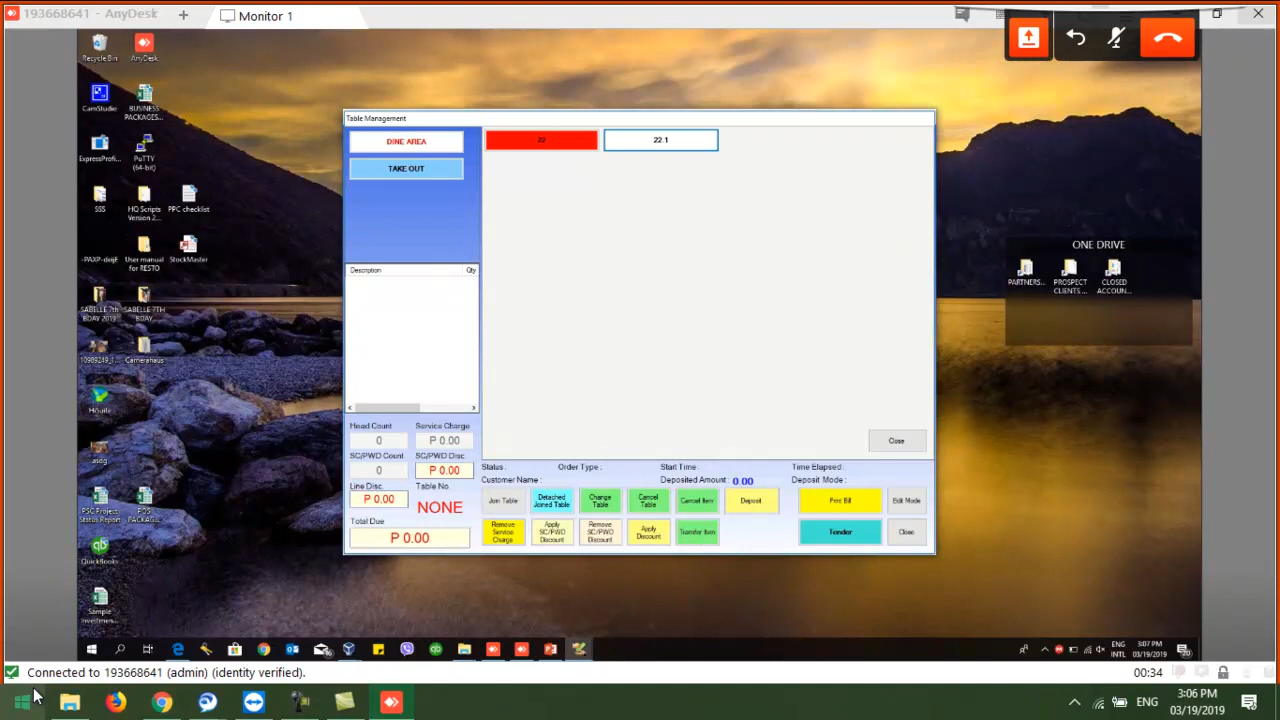 193668641 - AnyDesk
Monitor 1
Recycle Bin
AnyDesk
CamStudio
BUSINESS
PACKAGES...
ExpressProfi...
PuTTY
(64-bit)
SSS
HQ Scripts
Version 2...
PPC checklist
-PAXP-deijE
User manual
for RESTO
StockMaster
SABELLE 7th
BDAY 2019
SABELLE 7TH
BDAY
Camerahaus
asdg
PSC Project
Status Report
POS
PACKAG...
QuickBooks
Sample
Investmen...
ONE DRIVE
PARTNERS...
PROSPECT
CLIENTS ...
CLOSED
ACCOUN...
Table Management
DINE AREA
TAKE OUT
22
22.1
Description
Qty
Close
Head Count
Service Charge
0
P 0.00
SC/PWD Count
SC/PWD Disc.
0
P 0.00
Line Disc.
Table No.
P 0.00
NONE
Total Due
P 0.00
Status :
Order Type :
Start Time :
Time Elapsed :
Customer Name :
Deposited Amount :
0.00
Deposit Mode :
Join Table
Detached
Joined Table
Change
Table
Cancel
Table
Cancel Item
Deposit
Print Bill
Edit Mode
Remove
Service
Charge
Apply
SC/PWD
Discount
Remove
SC/PWD
Discount
Apply
Discount
Transfer Item
Tender
Close
ENG
INTL
3:07 PM
03/19/2019
Connected to 193668641 (admin) (identity verified).
00:34
ENG
3:06 PM
03/19/2019